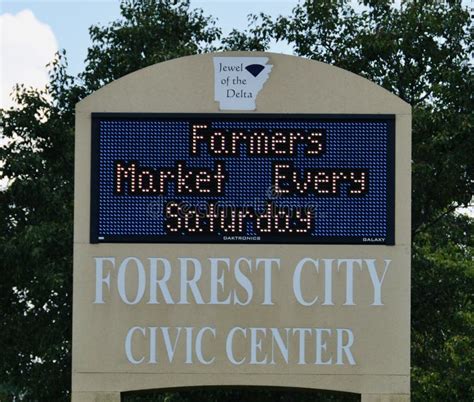 Jewel
of the
Delta
Farmers
Market Every
Saturday
DAKTRONICS GALAXY
FORREST CITY
CIVIC CENTER